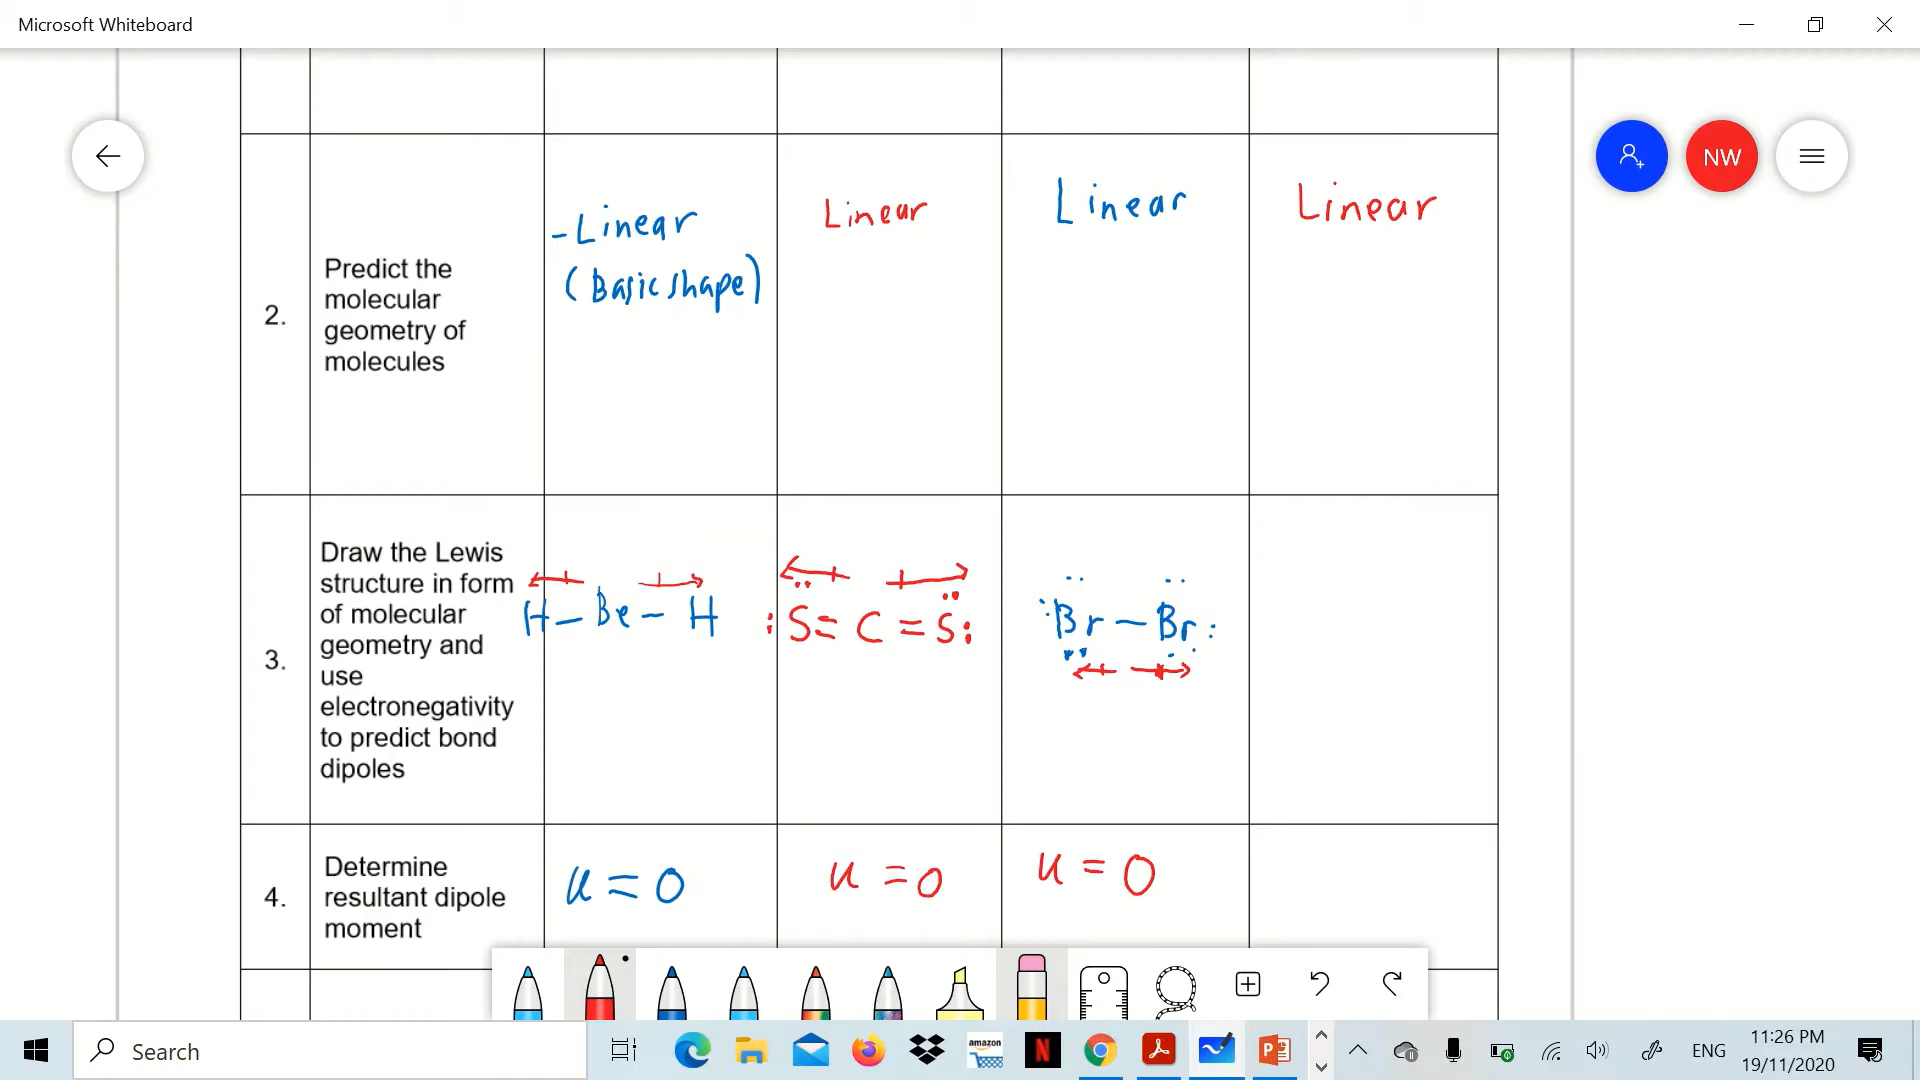 Microsoft Whiteboard
NW
2.
Predict the
molecular
geometry of
molecules
-Linear
(Basic shape)
Linear
Linear
Linear
3.
Draw the Lewis
structure in form
of molecular
geometry and
use
electronegativity
to predict bond
dipoles
H-Be-H
:S=C=S:
:Br-Br:
4.
Determine
resultant dipole
moment
u=0
u=0
u=0
Search
amazon
N
ENG
11:26 PM
19/11/2020